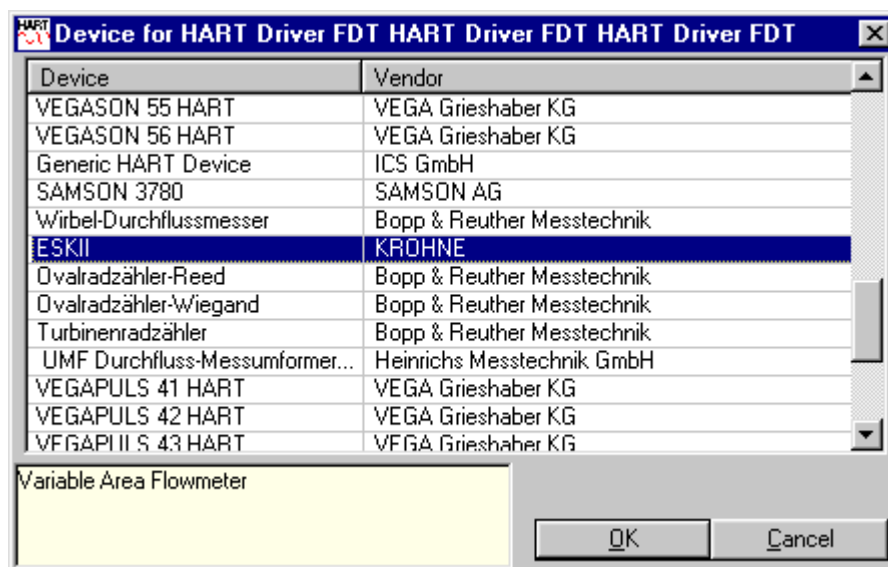 HART Device for HART Driver FDT HART Driver FDT HART Driver FDT
Device Vendor
VEGASON 55 HART VEGA Grieshaber KG
VEGASON 56 HART VEGA Grieshaber KG
Generic HART Device ICS GmbH
SAMSON 3780 SAMSON AG
Wirbel-Durchflussmesser Bopp & Reuther Messtechnik
ESKII KROHNE
Ovalradzähler-Reed Bopp & Reuther Messtechnik
Ovalradzähler-Wiegand Bopp & Reuther Messtechnik
Turbinenradzähler Bopp & Reuther Messtechnik
UMF Durchfluss-Messumformer... Heinrichs Messtechnik GmbH
VEGAPULS 41 HART VEGA Grieshaber KG
VEGAPULS 42 HART VEGA Grieshaber KG
VEGAPULS 43 HART VEGA Grieshaber KG
Variable Area Flowmeter
OK Cancel